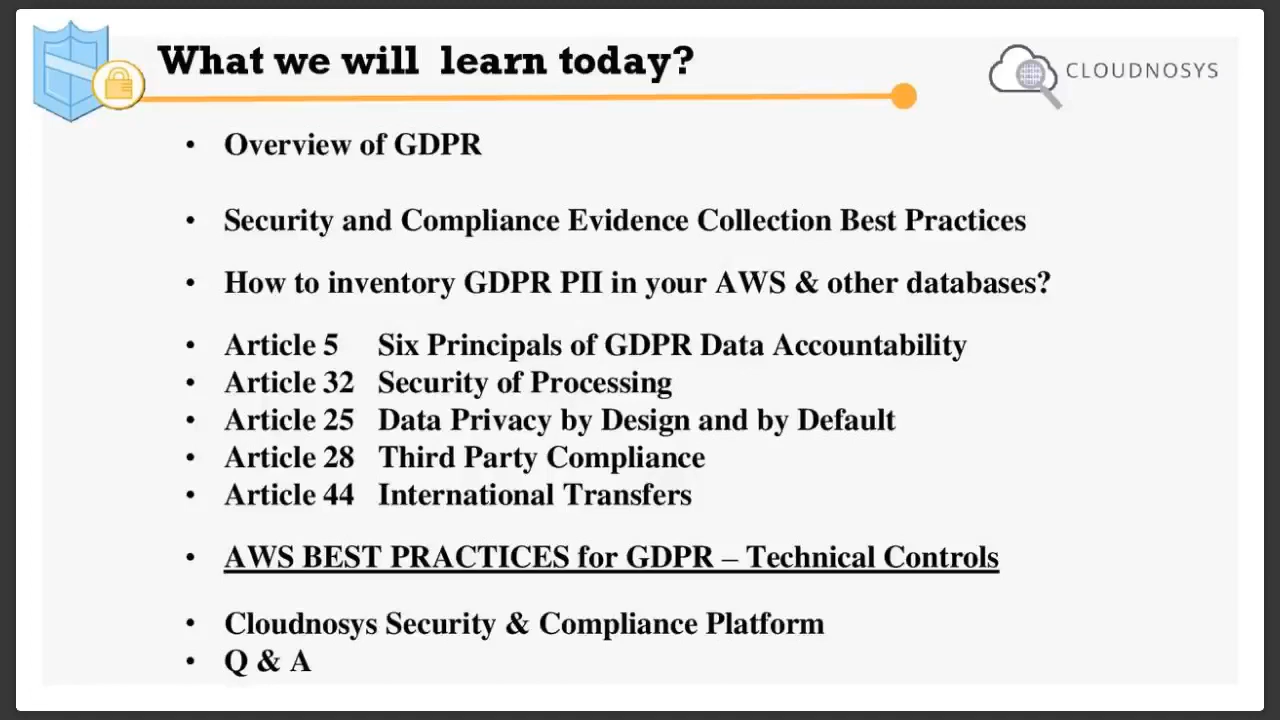 What we will learn today?
CLOUDNOSYS
• Overview of GDPR
• Security and Compliance Evidence Collection Best Practices
• How to inventory GDPR PII in your AWS & other databases?
• Article 5 Six Principals of GDPR Data Accountability
• Article 32 Security of Processing
• Article 25 Data Privacy by Design and by Default
• Article 28 Third Party Compliance
• Article 44 International Transfers
• AWS BEST PRACTICES for GDPR – Technical Controls
• Cloudnosys Security & Compliance Platform
• Q & A